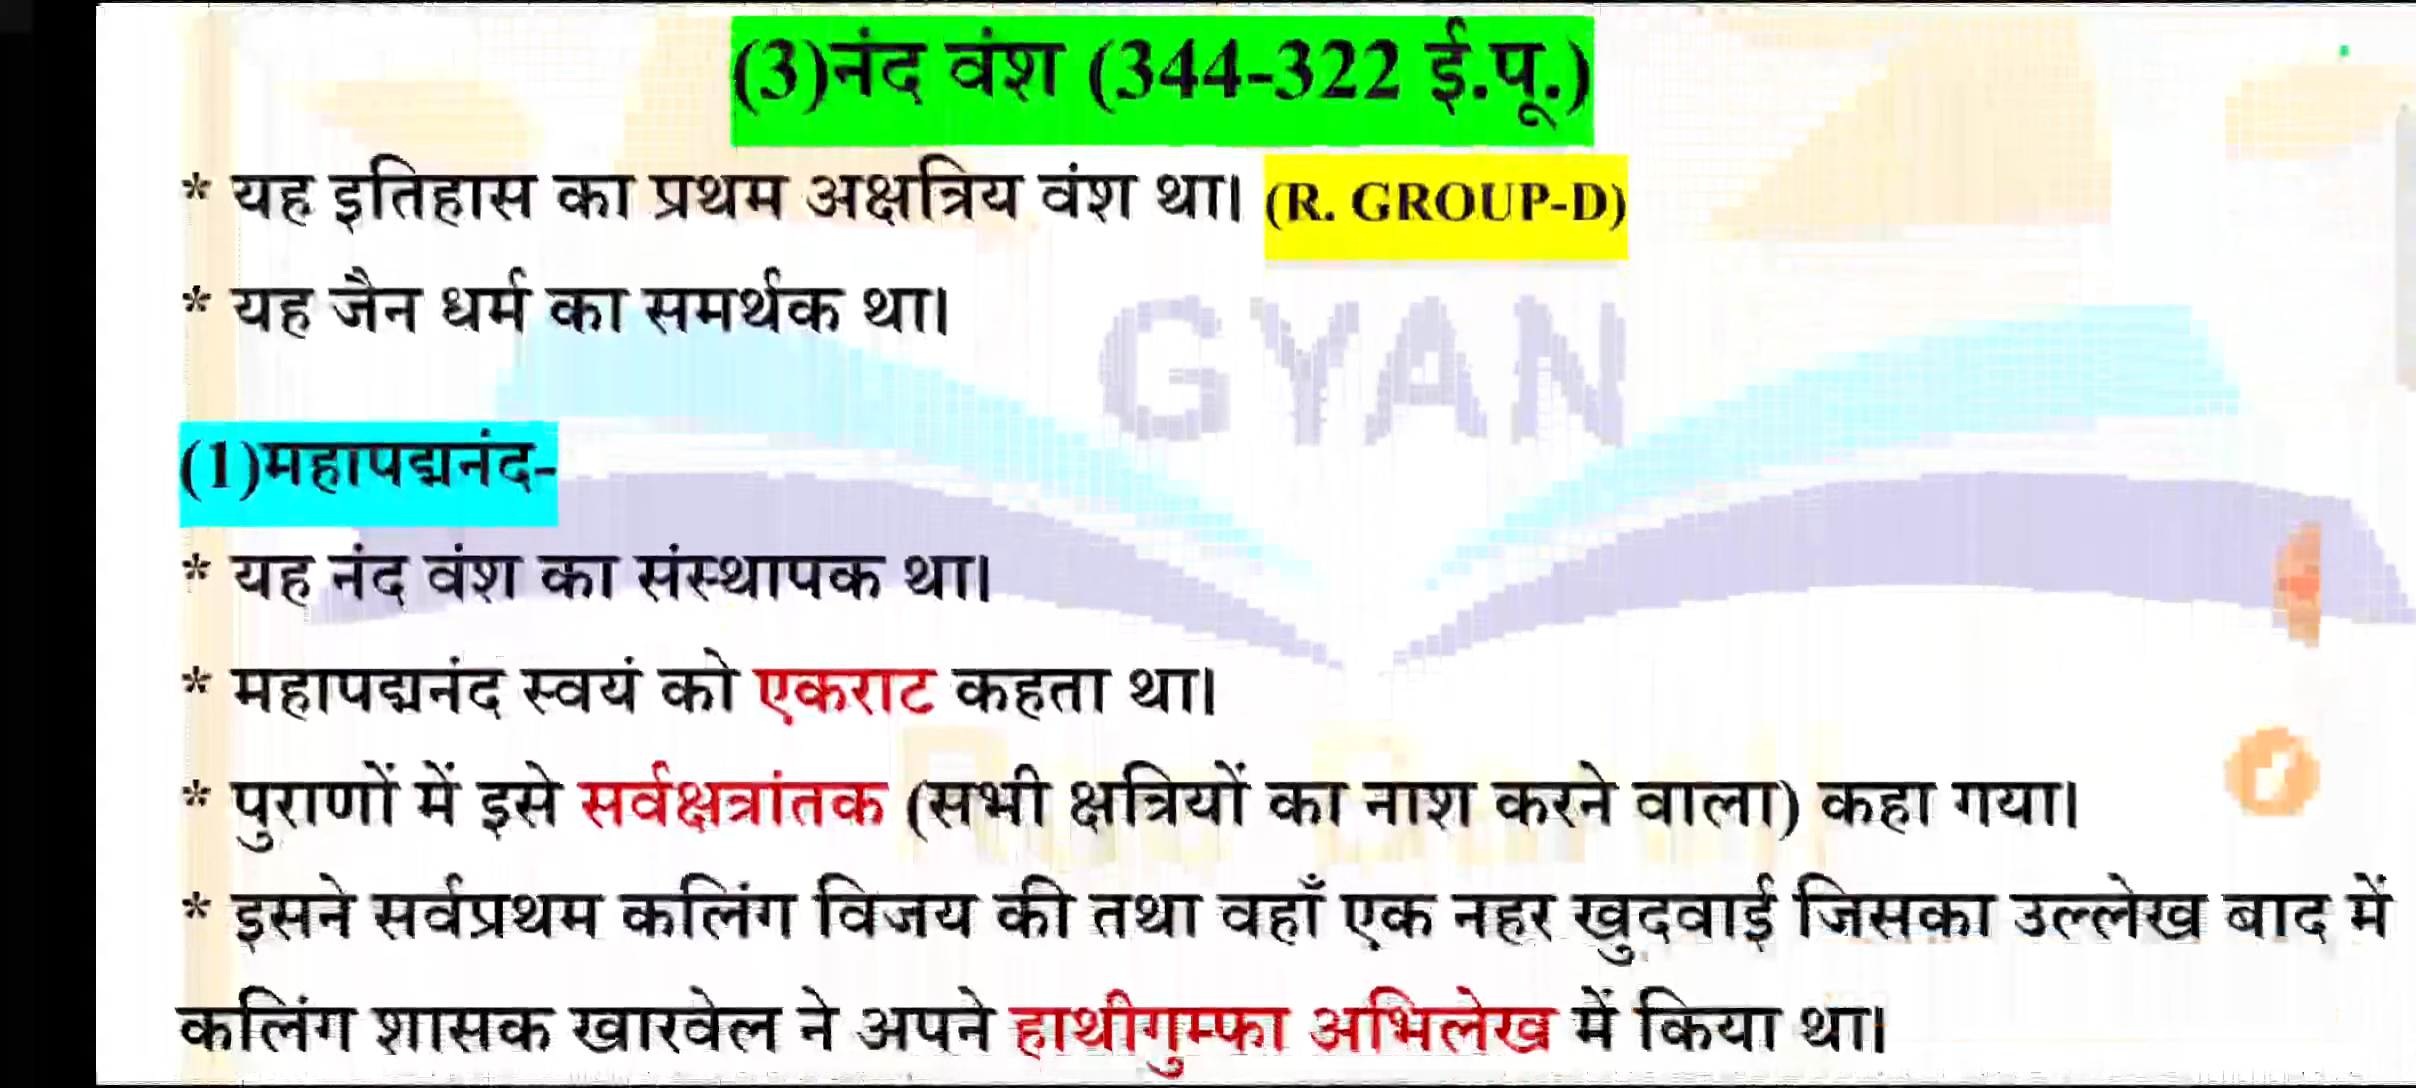 (3)नंद वंश (344-322 ई.पू.)
* यह इतिहास का प्रथम अक्षत्रिय वंश था। (R. GROUP-D)
* यह जैन धर्म का समर्थक था।
GYAN
(1)महापद्मनंद-
* यह नंद वंश का संस्थापक था।
* महापद्मनंद स्वयं को एकराट कहता था।
* पुराणों में इसे सर्वक्षत्रांतक (सभी क्षत्रियों का नाश करने वाला) कहा गया।
* इसने सर्वप्रथम कलिंग विजय की तथा वहाँ एक नहर खुदवाई जिसका उल्लेख बाद में
कलिंग शासक खारवेल ने अपने हाथीगुम्फा अभिलेख में किया था।